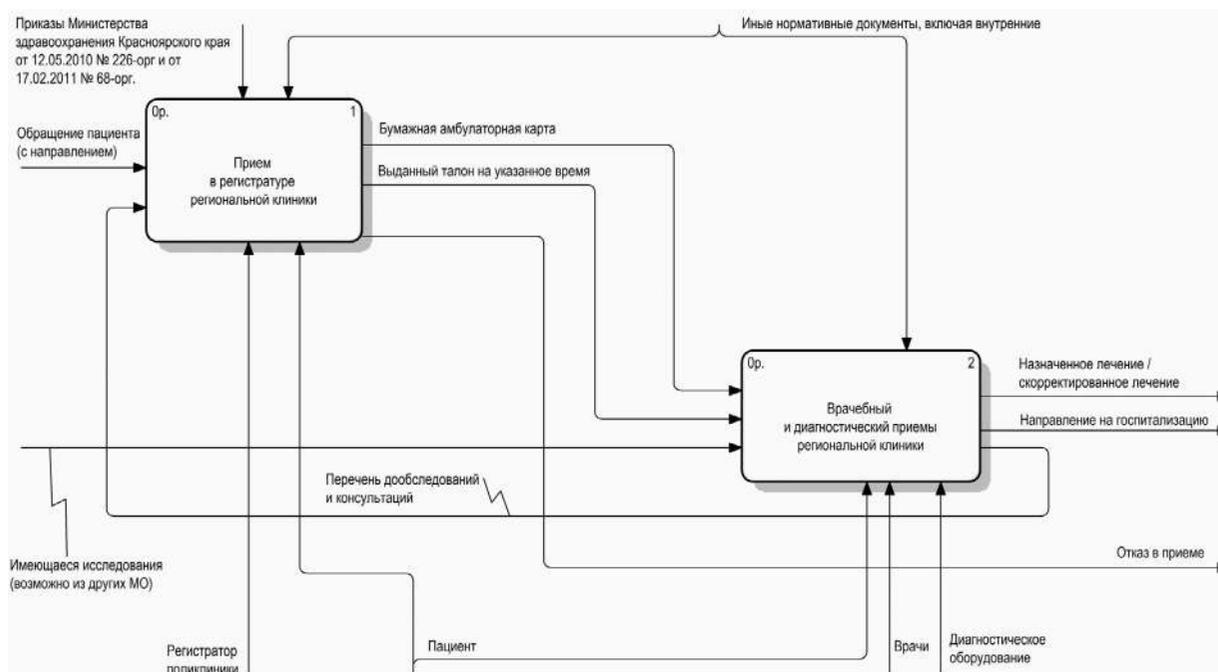 Приказы Министерства
здравоохранения Красноярского края
от 12.05.2010 № 226-орг и от
17.02.2011 № 68-орг.
Иные нормативные документы, включая внутренние
0р.
1
Обращение пациента
(с направлением)
Прием
в регистратуре
региональной клиники
Бумажная амбулаторная карта
Выданный талон на указанное время
0р.
2
Врачебный
и диагностический приемы
региональной клиники
Назначенное лечение /
скорректированное лечение
Направление на госпитализацию
Перечень дообследований
и консультаций
Отказ в приеме
Имеющаеся исследования
(возможно из других МО)
Регистратор
поликлиники
Пациент
Врачи
Диагностическое
оборудование